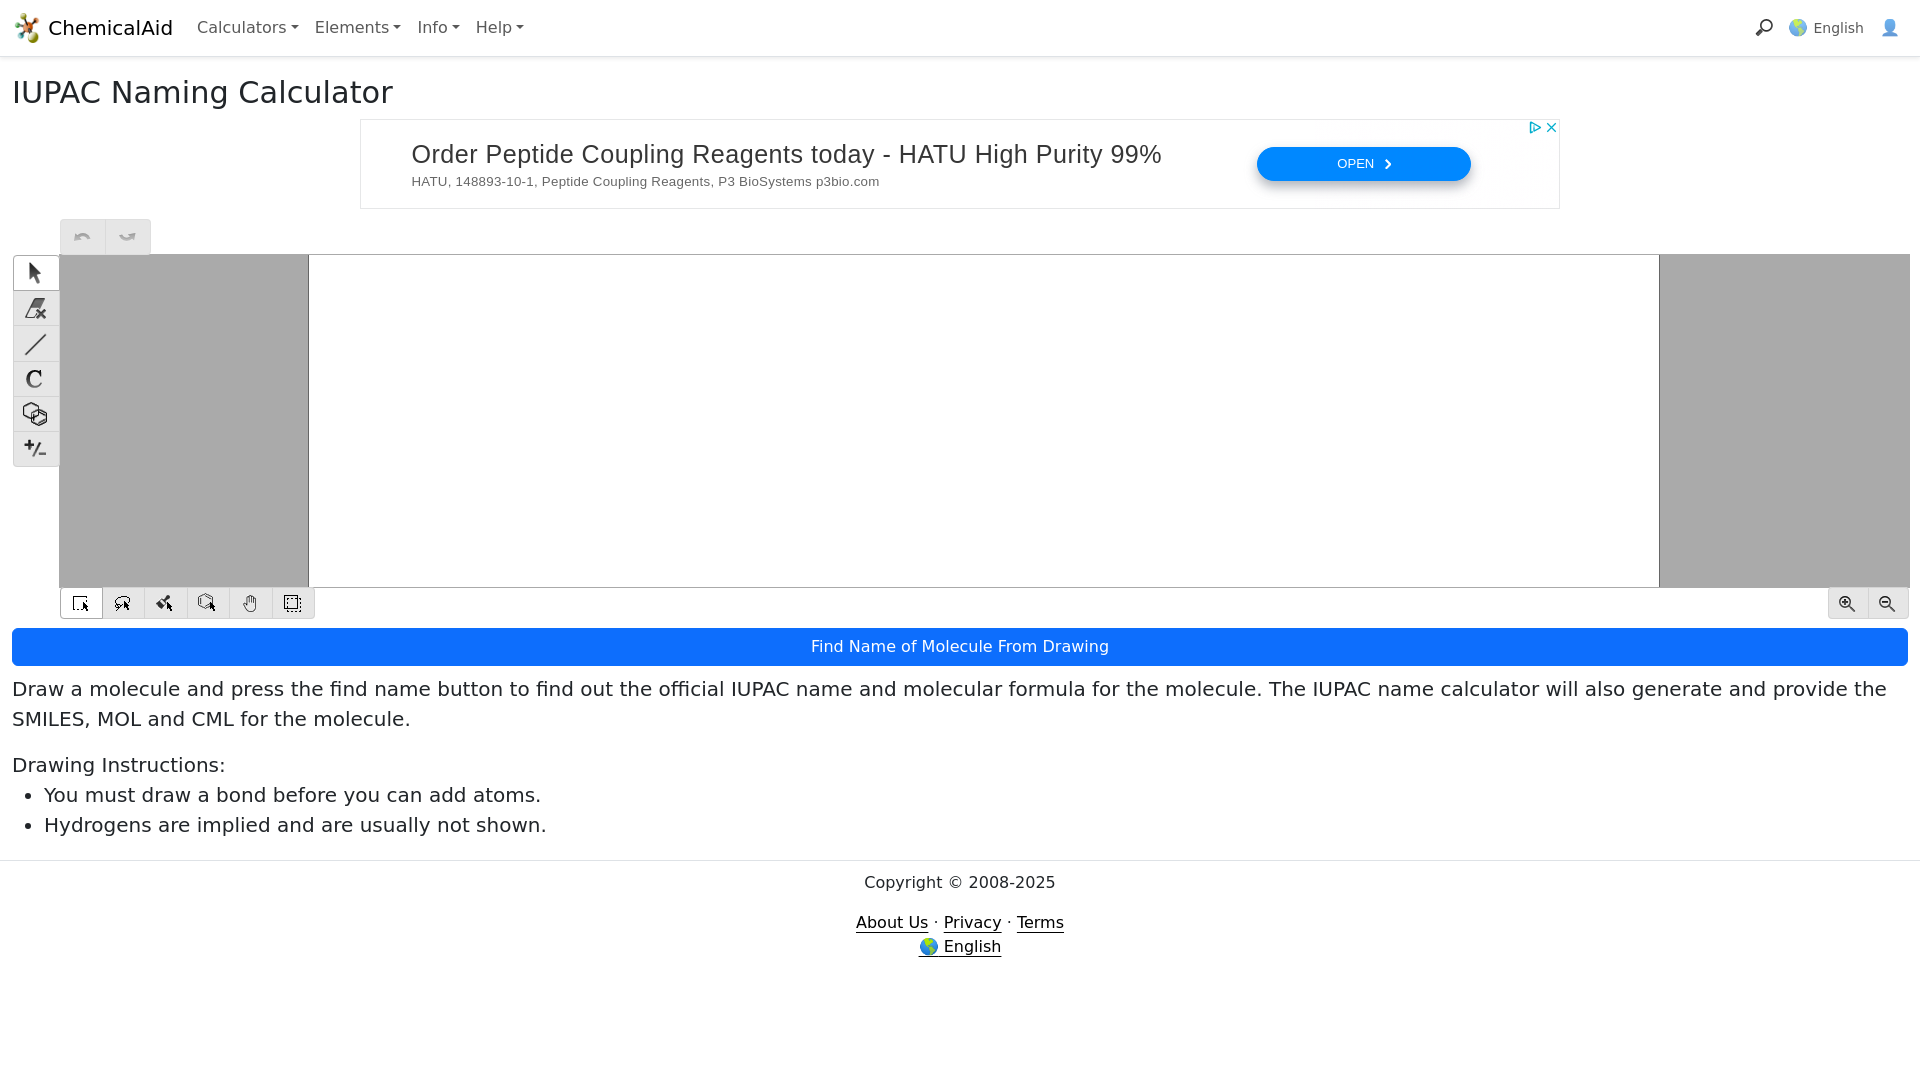 ChemicalAid Calculators Elements Info Help English
IUPAC Naming Calculator
Order Peptide Coupling Reagents today - HATU High Purity 99%
HATU, 148893-10-1, Peptide Coupling Reagents, P3 BioSystems p3bio.com
OPEN
C
+/-
Find Name of Molecule From Drawing
Draw a molecule and press the find name button to find out the official IUPAC name and molecular formula for the molecule. The IUPAC name calculator will also generate and provide the
SMILES, MOL and CML for the molecule.
Drawing Instructions:
• You must draw a bond before you can add atoms.
• Hydrogens are implied and are usually not shown.
Copyright © 2008-2025
About Us · Privacy · Terms
English